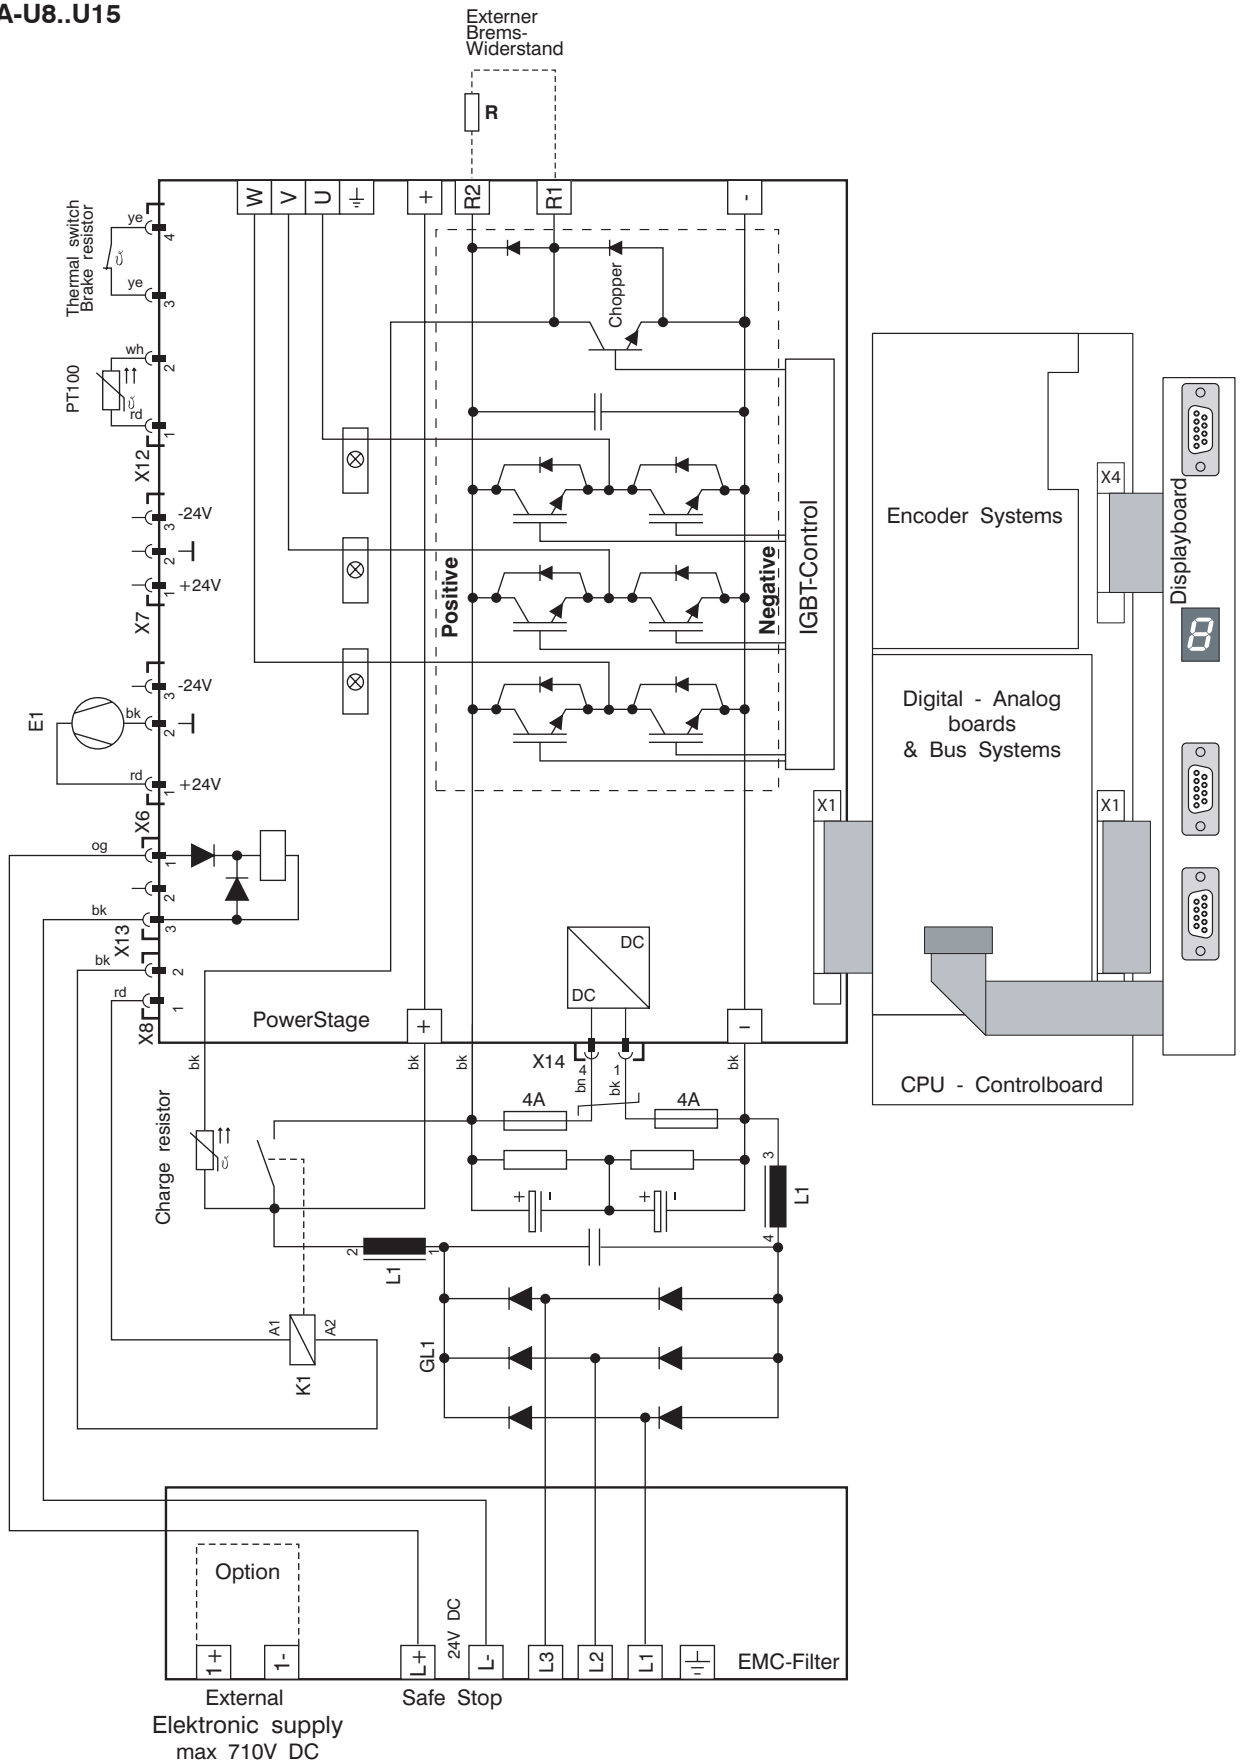 A-U8..U15
Externer
Brems-
Widerstand
R
W
V
U
+
R2
R1
-
Thermal switch
Brake resistor
ye
4
ye
3
PT100
wh
2
rd
1
X12
Chopper
-24V
3
2
+24V
1
X7
Positive
Negative
IGBT-Control
-24V
3
E1
bk
2
rd
+24V
1
X6
og
1
2
bk
3
X13
bk
2
rd
1
X8
PowerStage
+
DC
DC
–
X14
4
1
bk
bk
bk
bn
bk
bk
4A
4A
Charge resistor
+
-
+
-
3
L1
4
2
1
L1
A1
A2
K1
GL1
Encoder Systems
X4
Displayboard
8
Digital - Analog
boards
& Bus Systems
X1
X1
CPU - Controlboard
Option
1+
1-
L+
24V DC
L-
L3
L2
L1
EMC-Filter
External
Elektronic supply
max 710V DC
Safe Stop